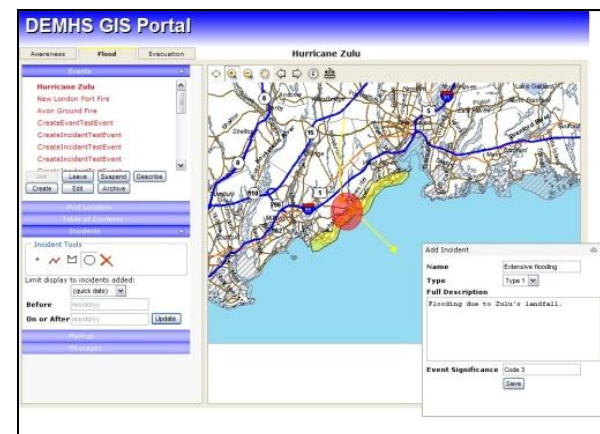 DEMHS GIS Portal
Awareness Flood Evacuation Hurricane Zulu
Events
Hurricane Zulu
New London Port Fire
Avon Ground Fire
CreateEventTestEvent
CreateIncidentTestEvent
CreateIncidentTestEvent
CreateIncidentTestEvent
Leave Suspend Describe
Create Edit Archive
Find Location
Table of Contents
Incidents
Incident Tools
Limit display to incidents added:
(quick date)
Before mm/dd/yy
On or After mm/dd/yy Update
Markup
Messages
Add Incident
Name Extensive flooding
Type Type 1
Full Description
Flooding due to Zulu's landfall.
Event Significance Code 3
Save